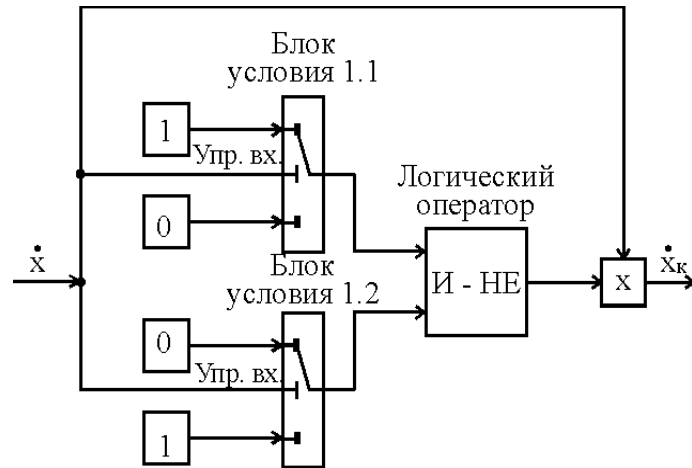 Блок
условия 1.1
1
Упр. вх.
0
Логический
оператор
И - НЕ
ẋ
x
ẋк
Блок
условия 1.2
0
Упр. вх.
1